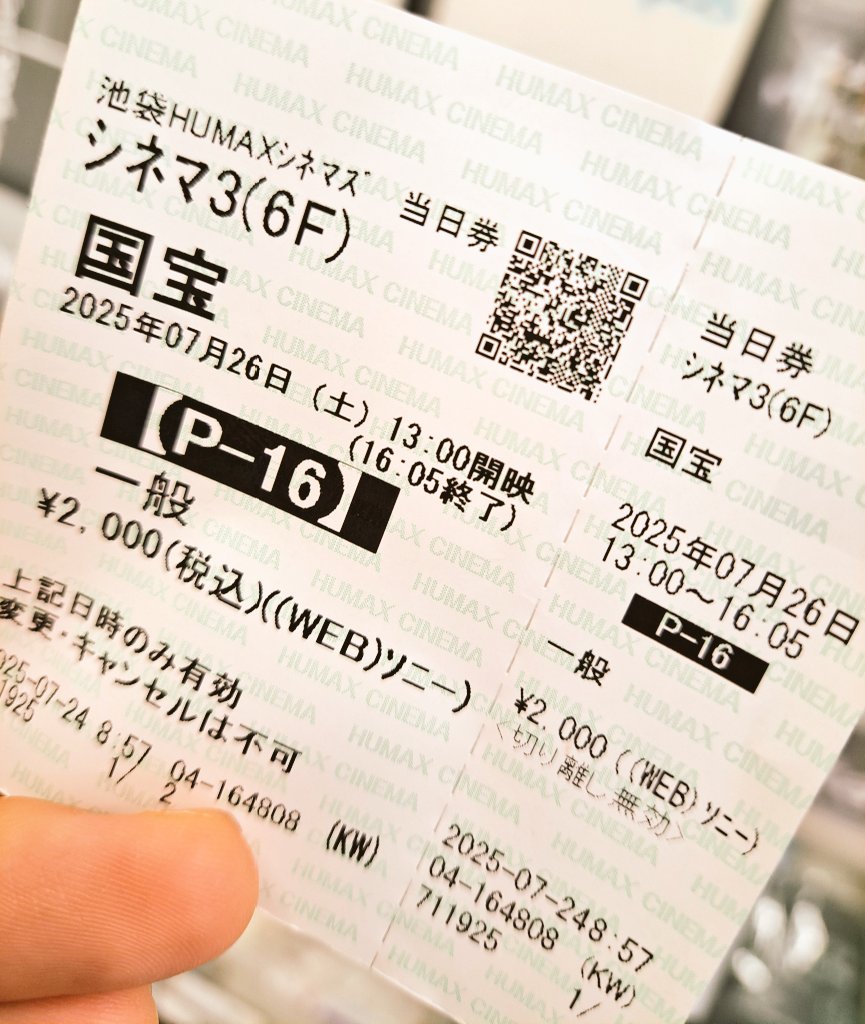 池袋HUMAXシネマズ
シネマ3(6F)
当日券
国宝
2025年07月26日 (土) 13:00開映
(16:05終了)
【P-16】
一般
¥2,000(税込)((WEB)ソニー)
上記日時のみ有効
変更・キャンセルは不可
025-07-24 8:57 04-164808 (KW)
711925 1/ 2
当日券
シネマ3(6F)
国宝
2025年07月26日
13:00～16:05
P-16
一般
¥2,000 ((WEB)ソニー)
<切り離し無効>
2025-07-248:57
04-164808 (KW)
711925 1/
HUMAX CINEMA